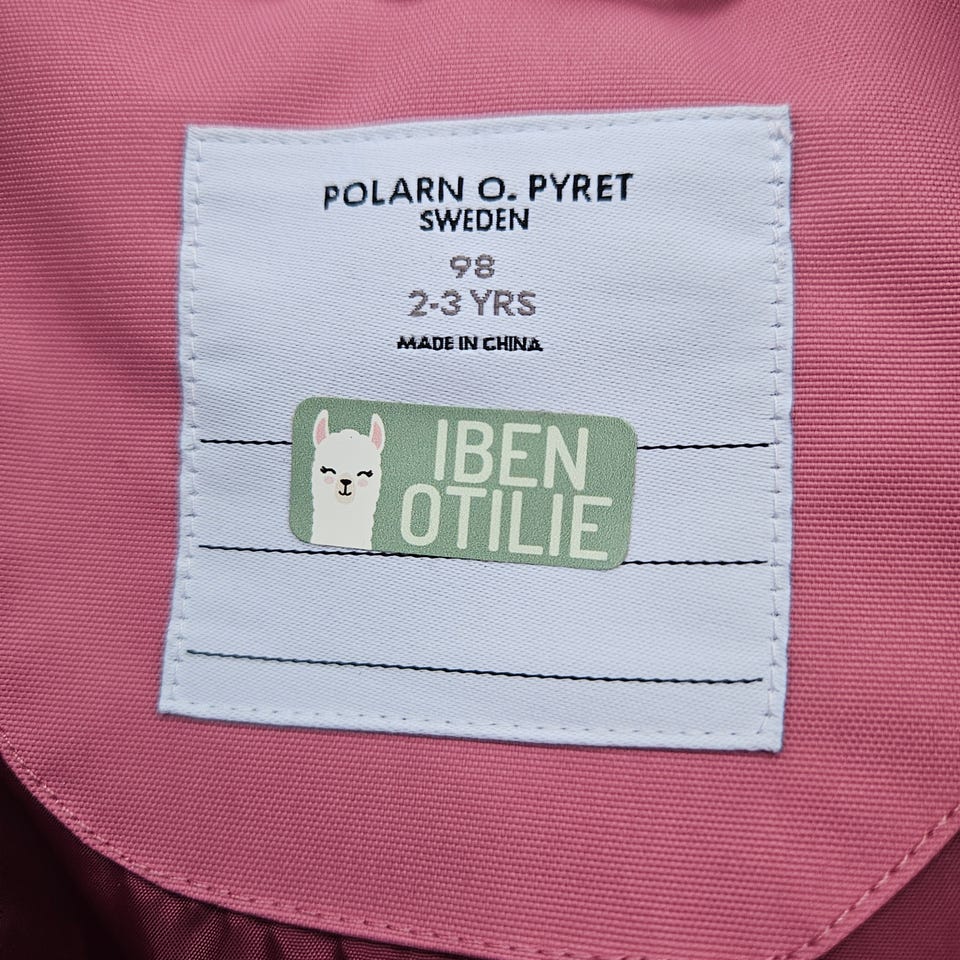 POLARN O. PYRET
SWEDEN
98
2-3 YRS
MADE IN CHINA
IBEN
OTILIE